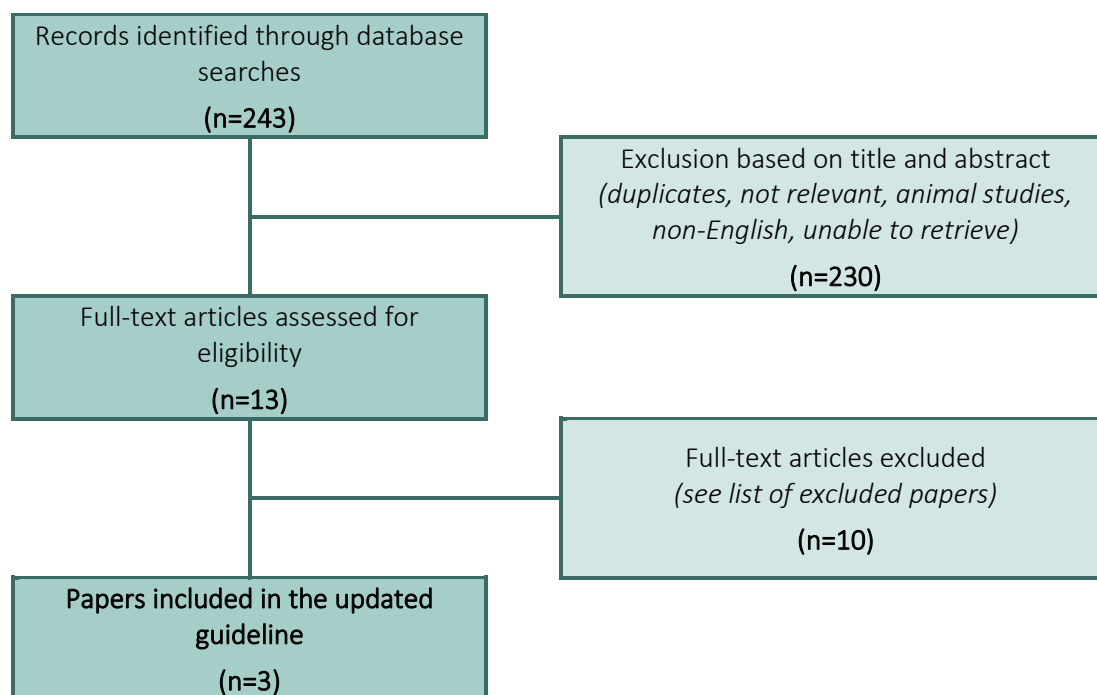 Records identified through database
searches
(n=243)
Exclusion based on title and abstract
(duplicates, not relevant, animal studies,
non-English, unable to retrieve)
(n=230)
Full-text articles assessed for
eligibility
(n=13)
Full-text articles excluded
(see list of excluded papers)
(n=10)
Papers included in the updated
guideline
(n=3)